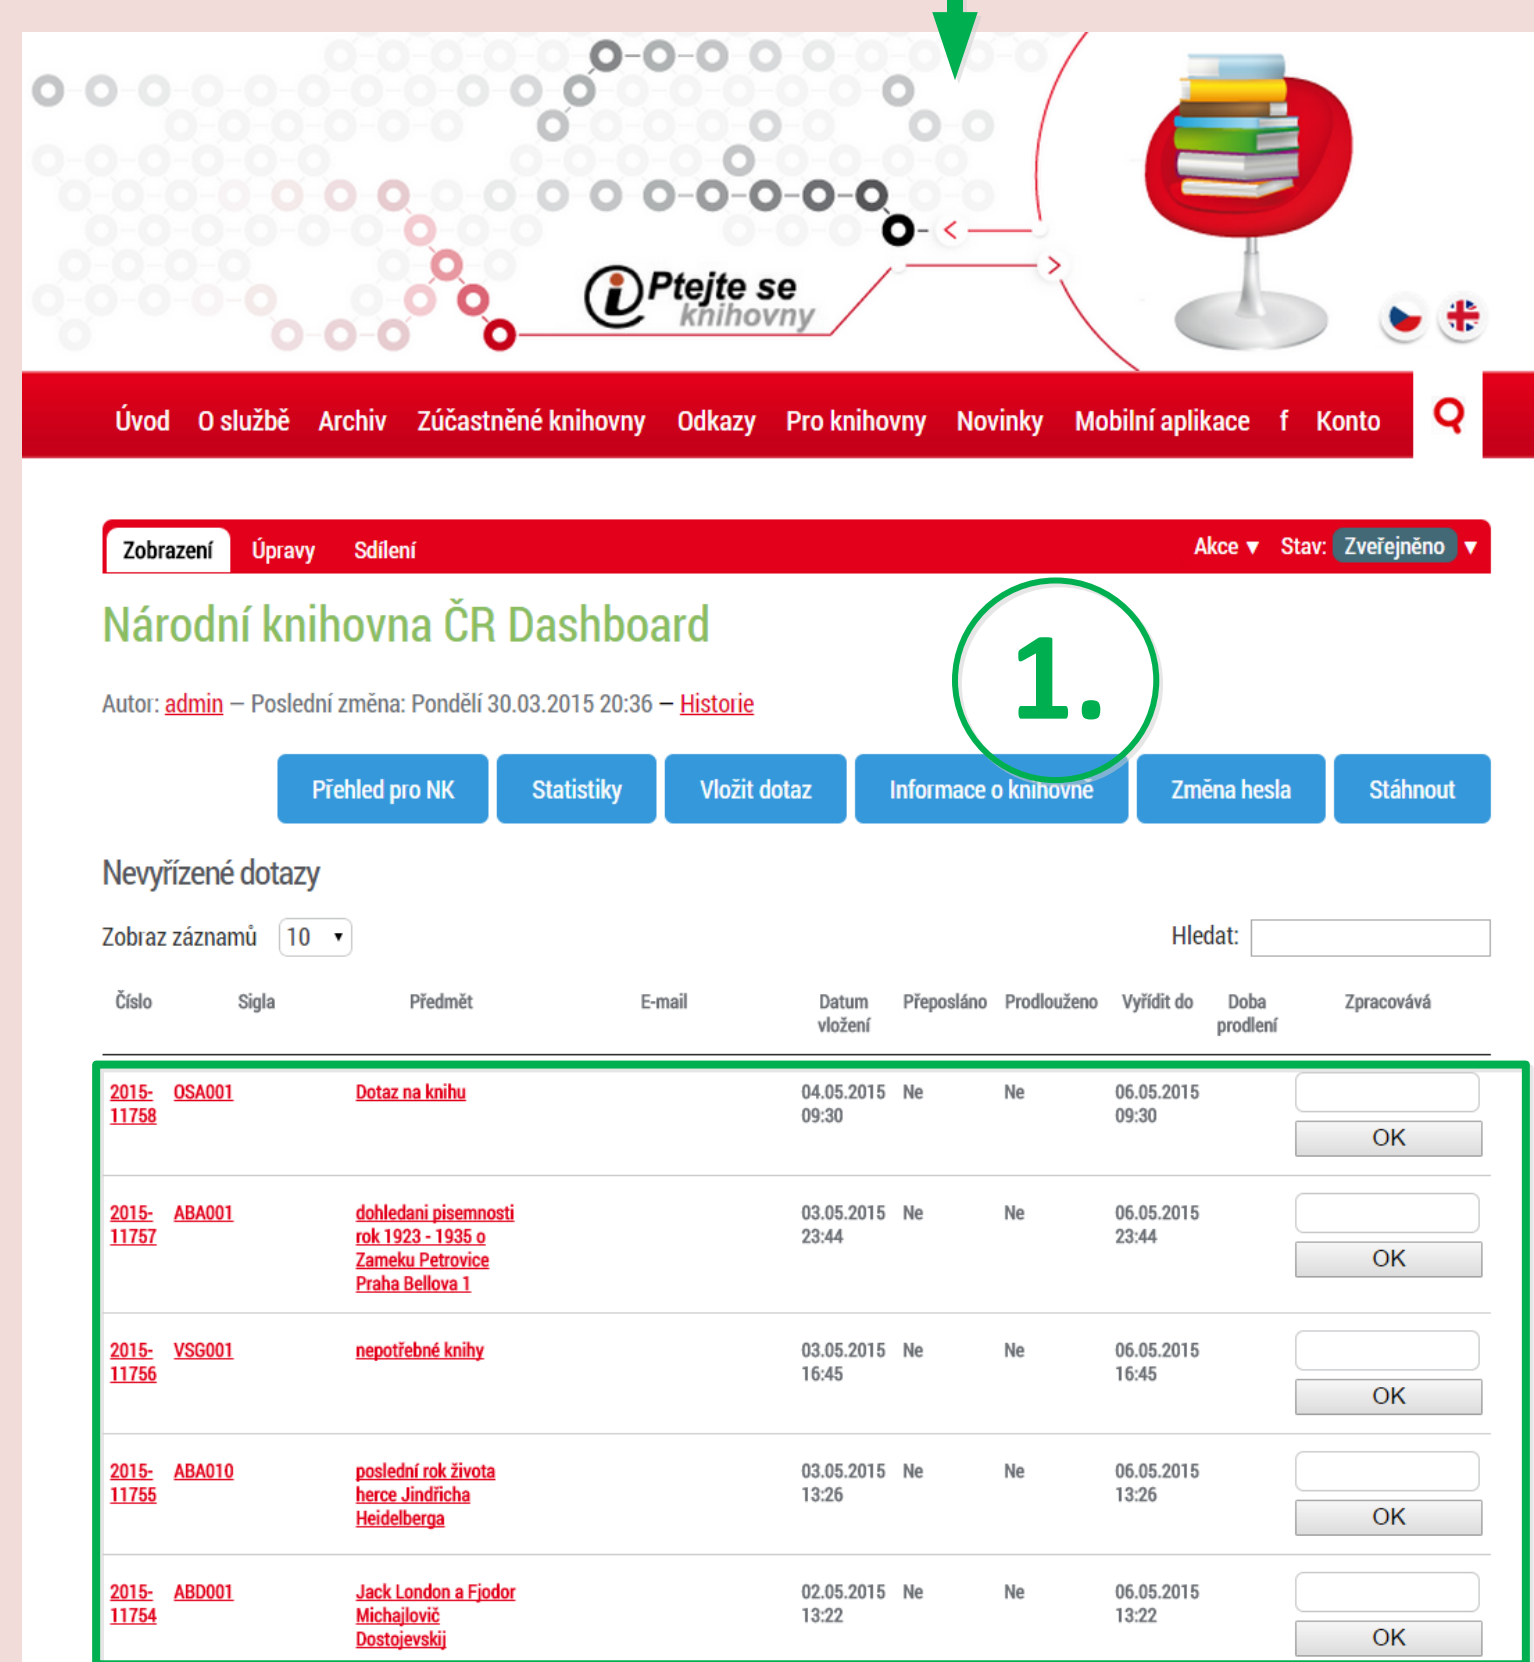 Ptejte se
knihovny
Úvod O službě Archiv Zúčastněné knihovny Odkazy Pro knihovny Novinky Mobilní aplikace f Konto
Zobrazení Úpravy Sdílení Akce ▼ Stav: Zveřejněno ▼
Národní knihovna ČR Dashboard
1.
Autor: admin — Poslední změna: Pondělí 30.03.2015 20:36 — Historie
Přehled pro NK Statistiky Vložit dotaz Informace o knihovně Změna hesla Stáhnout
Nevyřízené dotazy
Zobraz záznamů 10 Hledat:
Číslo Sigla Předmět E-mail Datum Přeposláno Prodlouženo Vyřídit do Doba Zpracovává
vložení prodlení
2015- OSA001 Dotaz na knihu 04.05.2015 Ne Ne 06.05.2015
11758 09:30 09:30
OK
2015- ABA001 dohledani pisemnosti 03.05.2015 Ne Ne 06.05.2015
11757 rok 1923 - 1935 o 23:44 23:44
Zameku Petrovice OK
Praha Bellova 1
2015- VSG001 nepotřebné knihy 03.05.2015 Ne Ne 06.05.2015
11756 16:45 16:45
OK
2015- ABA010 poslední rok života 03.05.2015 Ne Ne 06.05.2015
11755 herce Jindřicha 13:26 13:26
Heidelberga OK
2015- ABD001 Jack London a Fjodor 02.05.2015 Ne Ne 06.05.2015
11754 Michajlovič 13:22 13:22
Dostojevskij OK